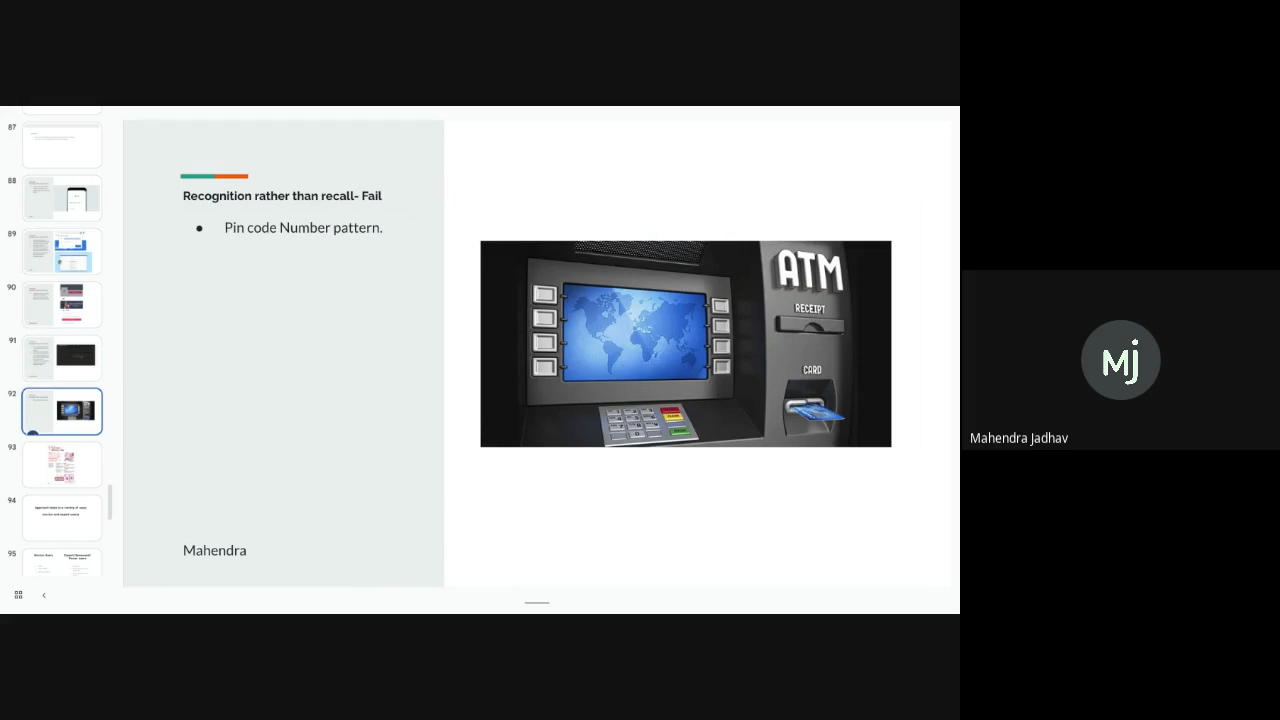 87
88
89
90
91
92
93
94
95
Recognition rather than recall- Fail
● Pin code Number pattern.
Mahendra
ATM
RECEIPT
CARD
MJ
Mahendra Jadhav